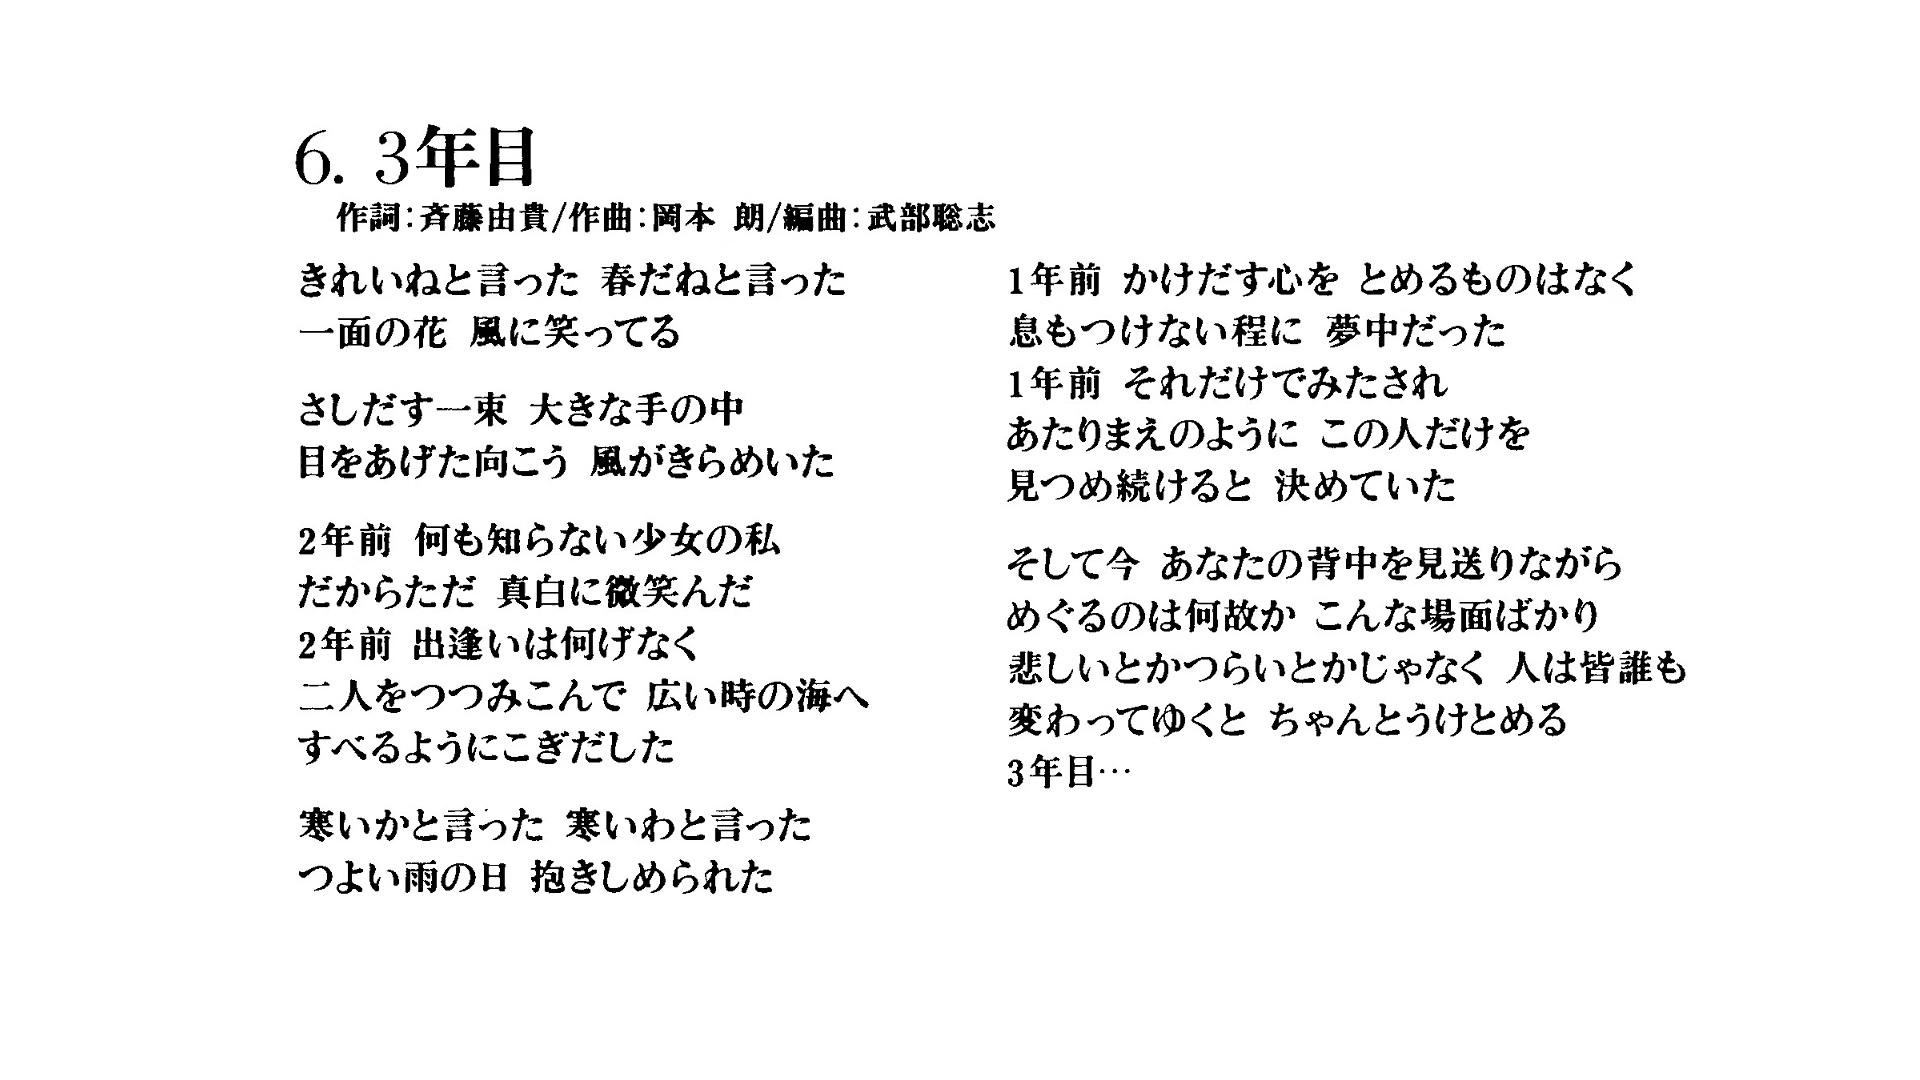 6. 3年目
作詞:斉藤由貴/作曲:岡本 朗/編曲:武部聡志
きれいねと言った 春だねと言った
一面の花 風に笑ってる
さしだす一束 大きな手の中
目をあげた向こう 風がきらめいた
2年前 何も知らない少女の私
だからただ 真白に微笑んだ
2年前 出逢いは何げなく
二人をつつみこんで 広い時の海へ
すべるようにこぎだした
寒いかと言った 寒いわと言った
つよい雨の日 抱きしめられた
1年前 かけだす心を とめるものはなく
息もつけない程に 夢中だった
1年前 それだけでみたされ
あたりまえのように この人だけを
見つめ続けると 決めていた
そして今 あなたの背中を見送りながら
めぐるのは何故か こんな場面ばかり
悲しいとかつらいとかじゃなく 人は皆誰も
変わってゆくと ちゃんとうけとめる
3年目…